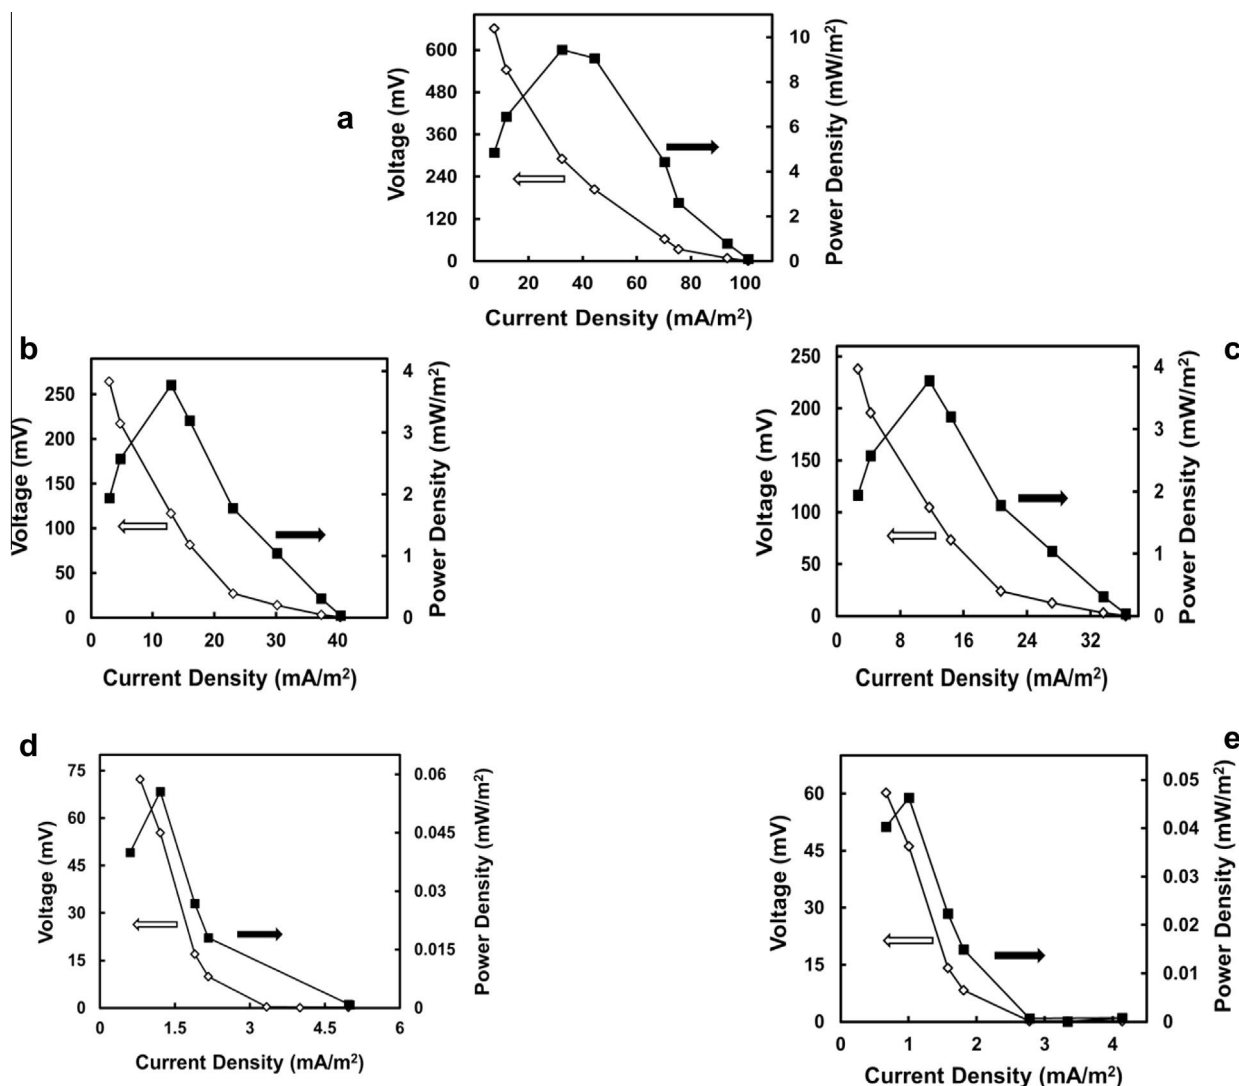 a
Voltage (mV)
600
480
360
240
120
0
10
8
6
4
2
0
Power Density (mW/m²)
0 20 40 60 80 100
Current Density (mA/m²)
b
Voltage (mV)
250
200
150
100
50
0
4
3
2
1
0
Power Density (mW/m²)
0 10 20 30 40
Current Density (mA/m²)
c
Voltage (mV)
250
200
150
100
50
0
4
3
2
1
0
Power Density (mW/m²)
0 8 16 24 32
Current Density (mA/m²)
d
Voltage (mV)
75
60
45
30
15
0
0.06
0.045
0.03
0.015
0
Power Density (mW/m²)
0 1.5 3 4.5 6
Current Density (mA/m²)
e
Voltage (mV)
60
45
30
15
0
0.05
0.04
0.03
0.02
0.01
0
Power Density (mW/m²)
0 1 2 3 4
Current Density (mA/m²)